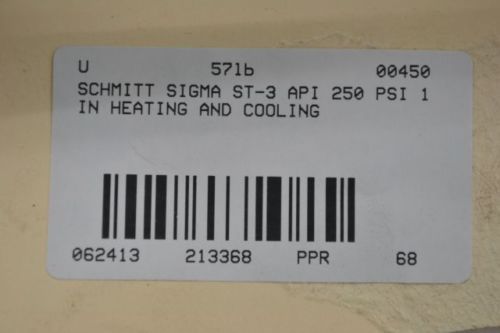 U 571b 00450
SCHMITT SIGMA ST-3 API 250 PSI 1
IN HEATING AND COOLING
062413 213368 PPR 68